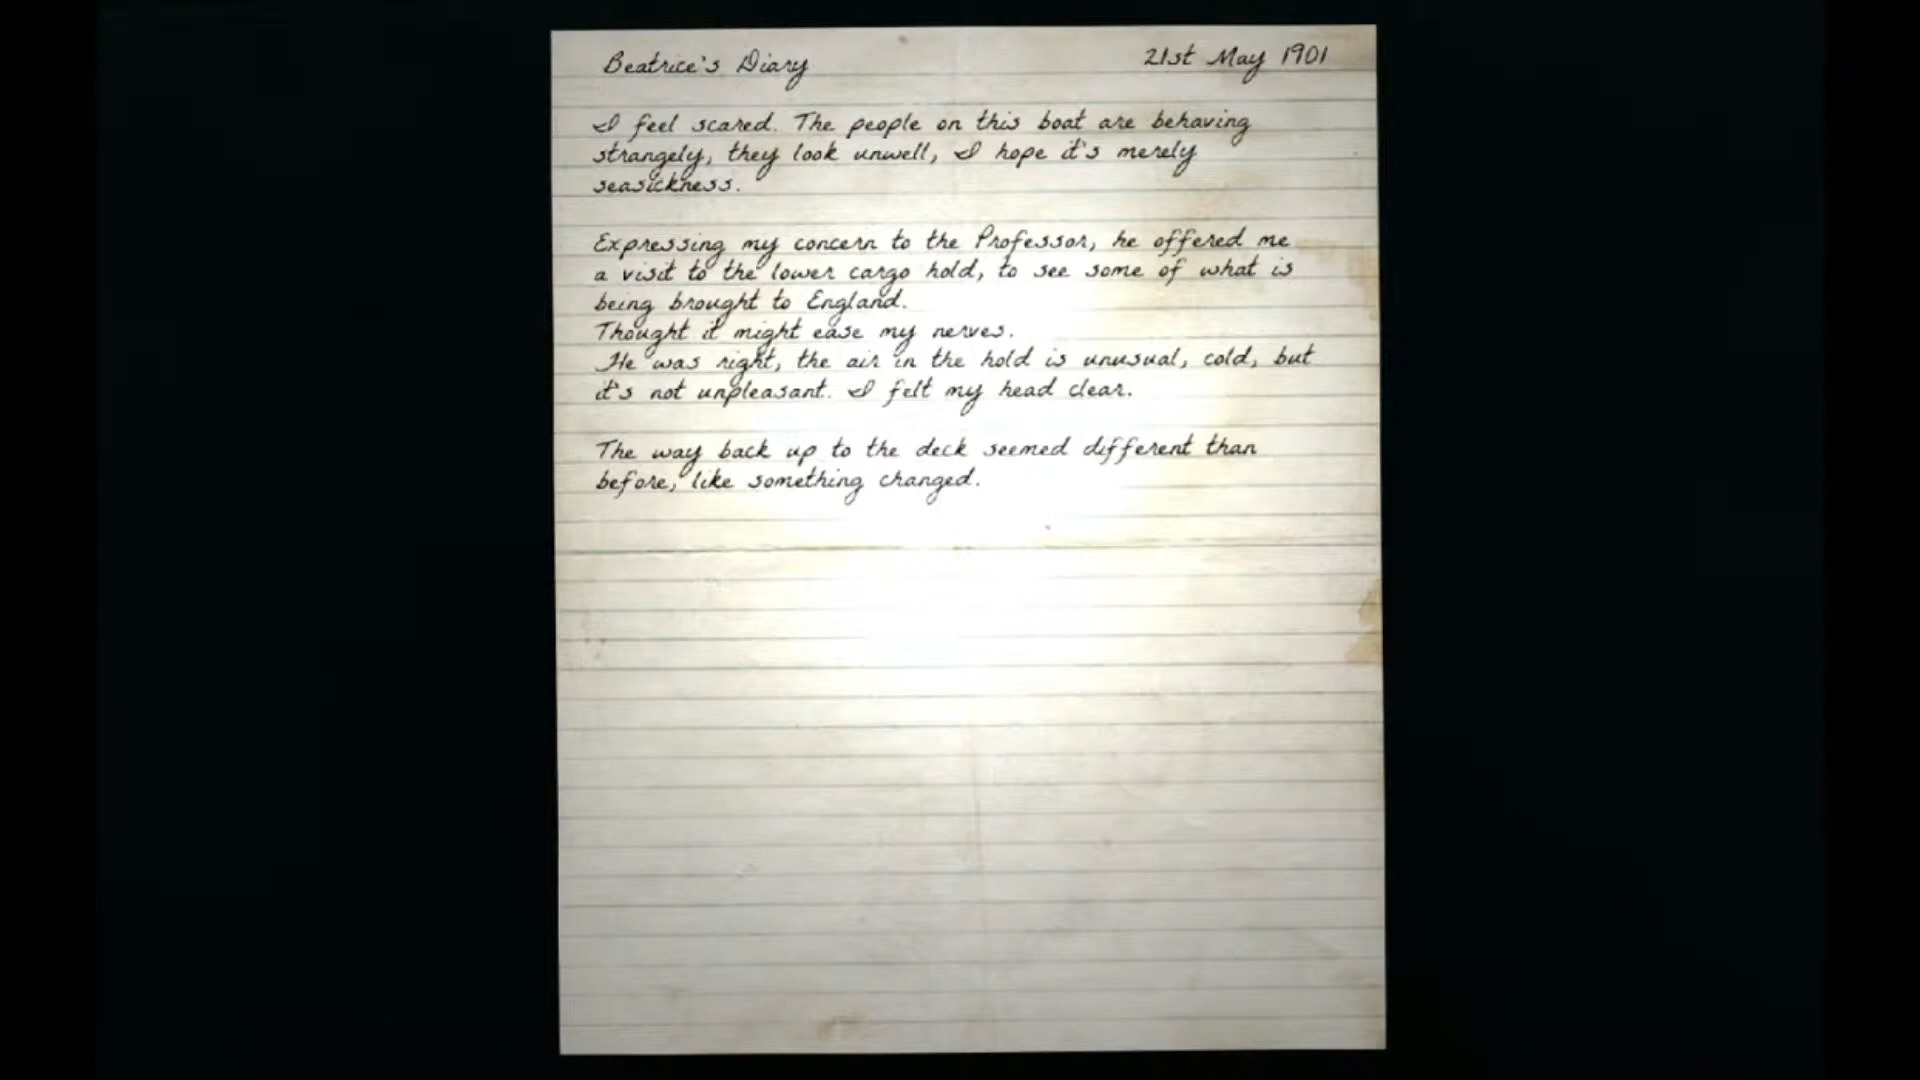 Beatrice's Diary
21st May 1901
I feel scared. The people on this boat are behaving
strangely, they look unwell, I hope it's merely
seasickness.
Expressing my concern to the Professor, he offered me
a visit to the lower cargo hold, to see some of what is
being brought to England.
Thought it might ease my nerves.
He was right, the air in the hold is unusual, cold, but
it's not unpleasant. I felt my head clear.
The way back up to the deck seemed different than
before, like something changed.